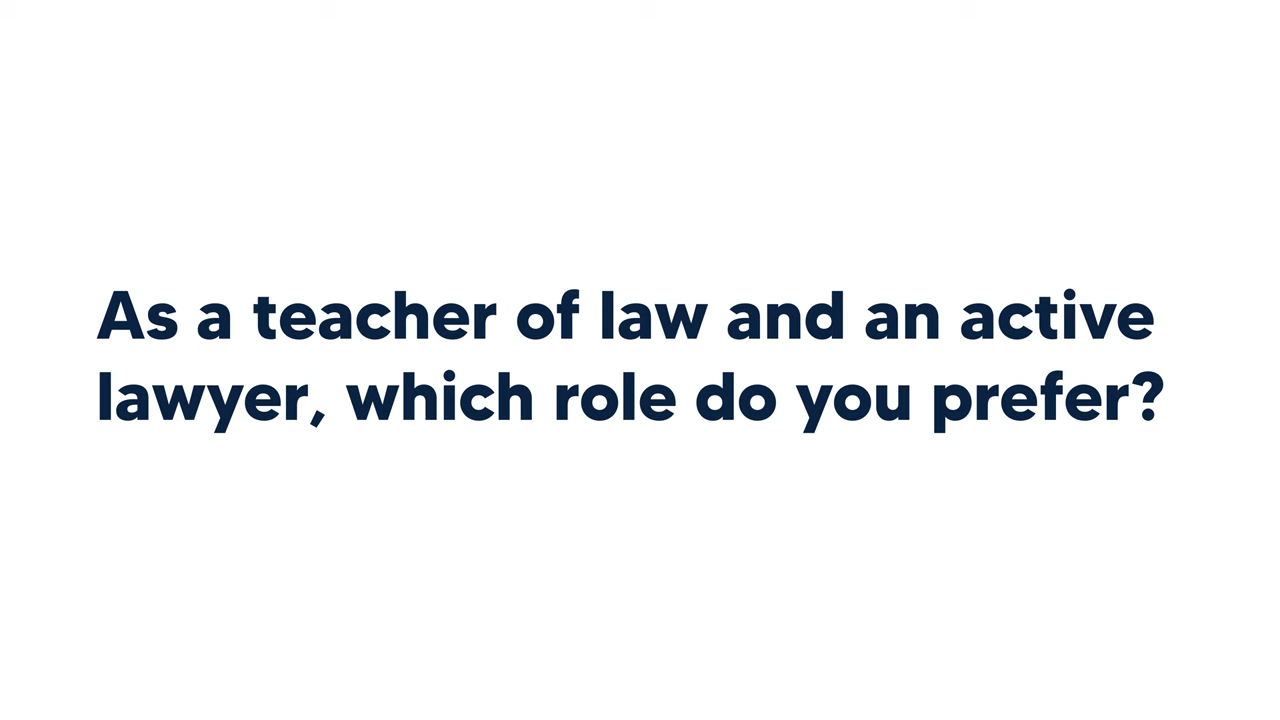 As a teacher of law and an active
lawyer, which role do you prefer?